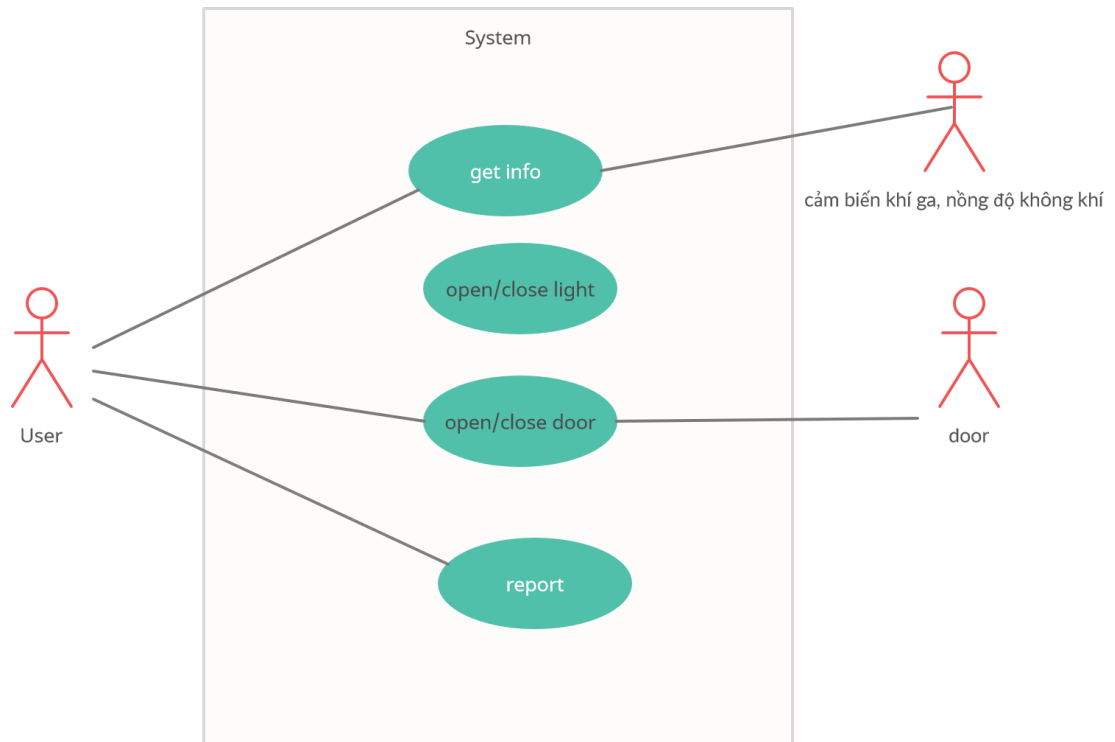 System
get info
cảm biến khí ga, nồng độ không khí
open/close light
open/close door
User
door
report